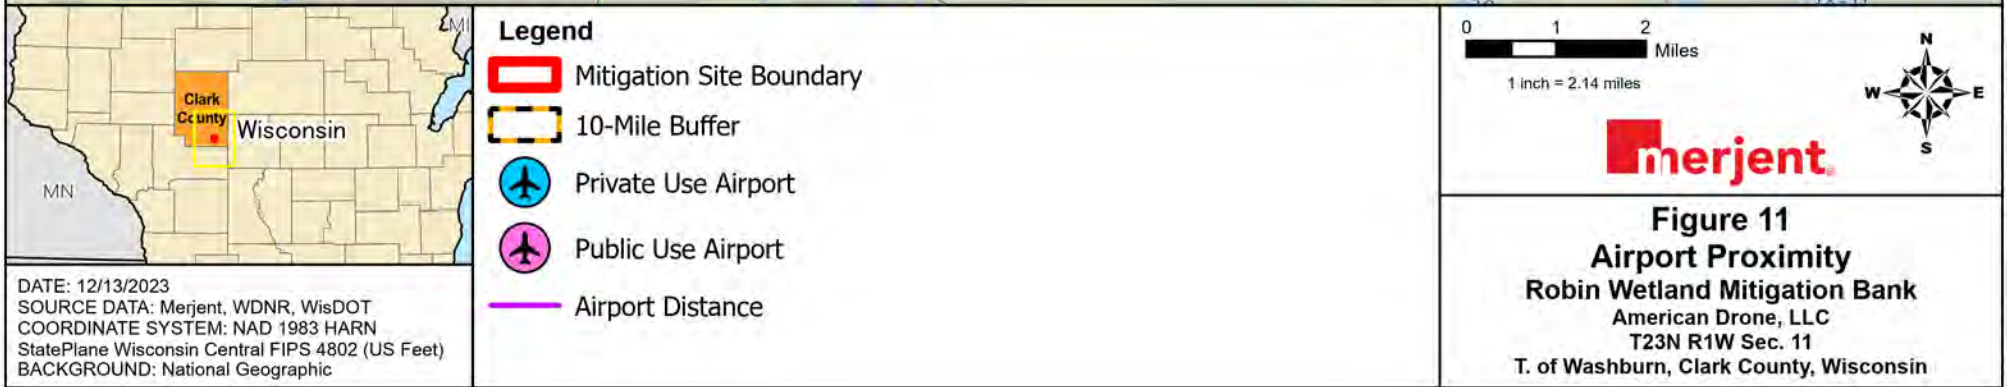 MI
Clark
County
Wisconsin
MN
DATE: 12/13/2023
SOURCE DATA: Merjent, WDNR, WisDOT
COORDINATE SYSTEM: NAD 1983 HARN
StatePlane Wisconsin Central FIPS 4802 (US Feet)
BACKGROUND: National Geographic
Legend
Mitigation Site Boundary
10-Mile Buffer
Private Use Airport
Public Use Airport
Airport Distance
0 1 2
Miles
1 inch = 2.14 miles
N
W E
S
merjent
Figure 11
Airport Proximity
Robin Wetland Mitigation Bank
American Drone, LLC
T23N R1W Sec. 11
T. of Washburn, Clark County, Wisconsin